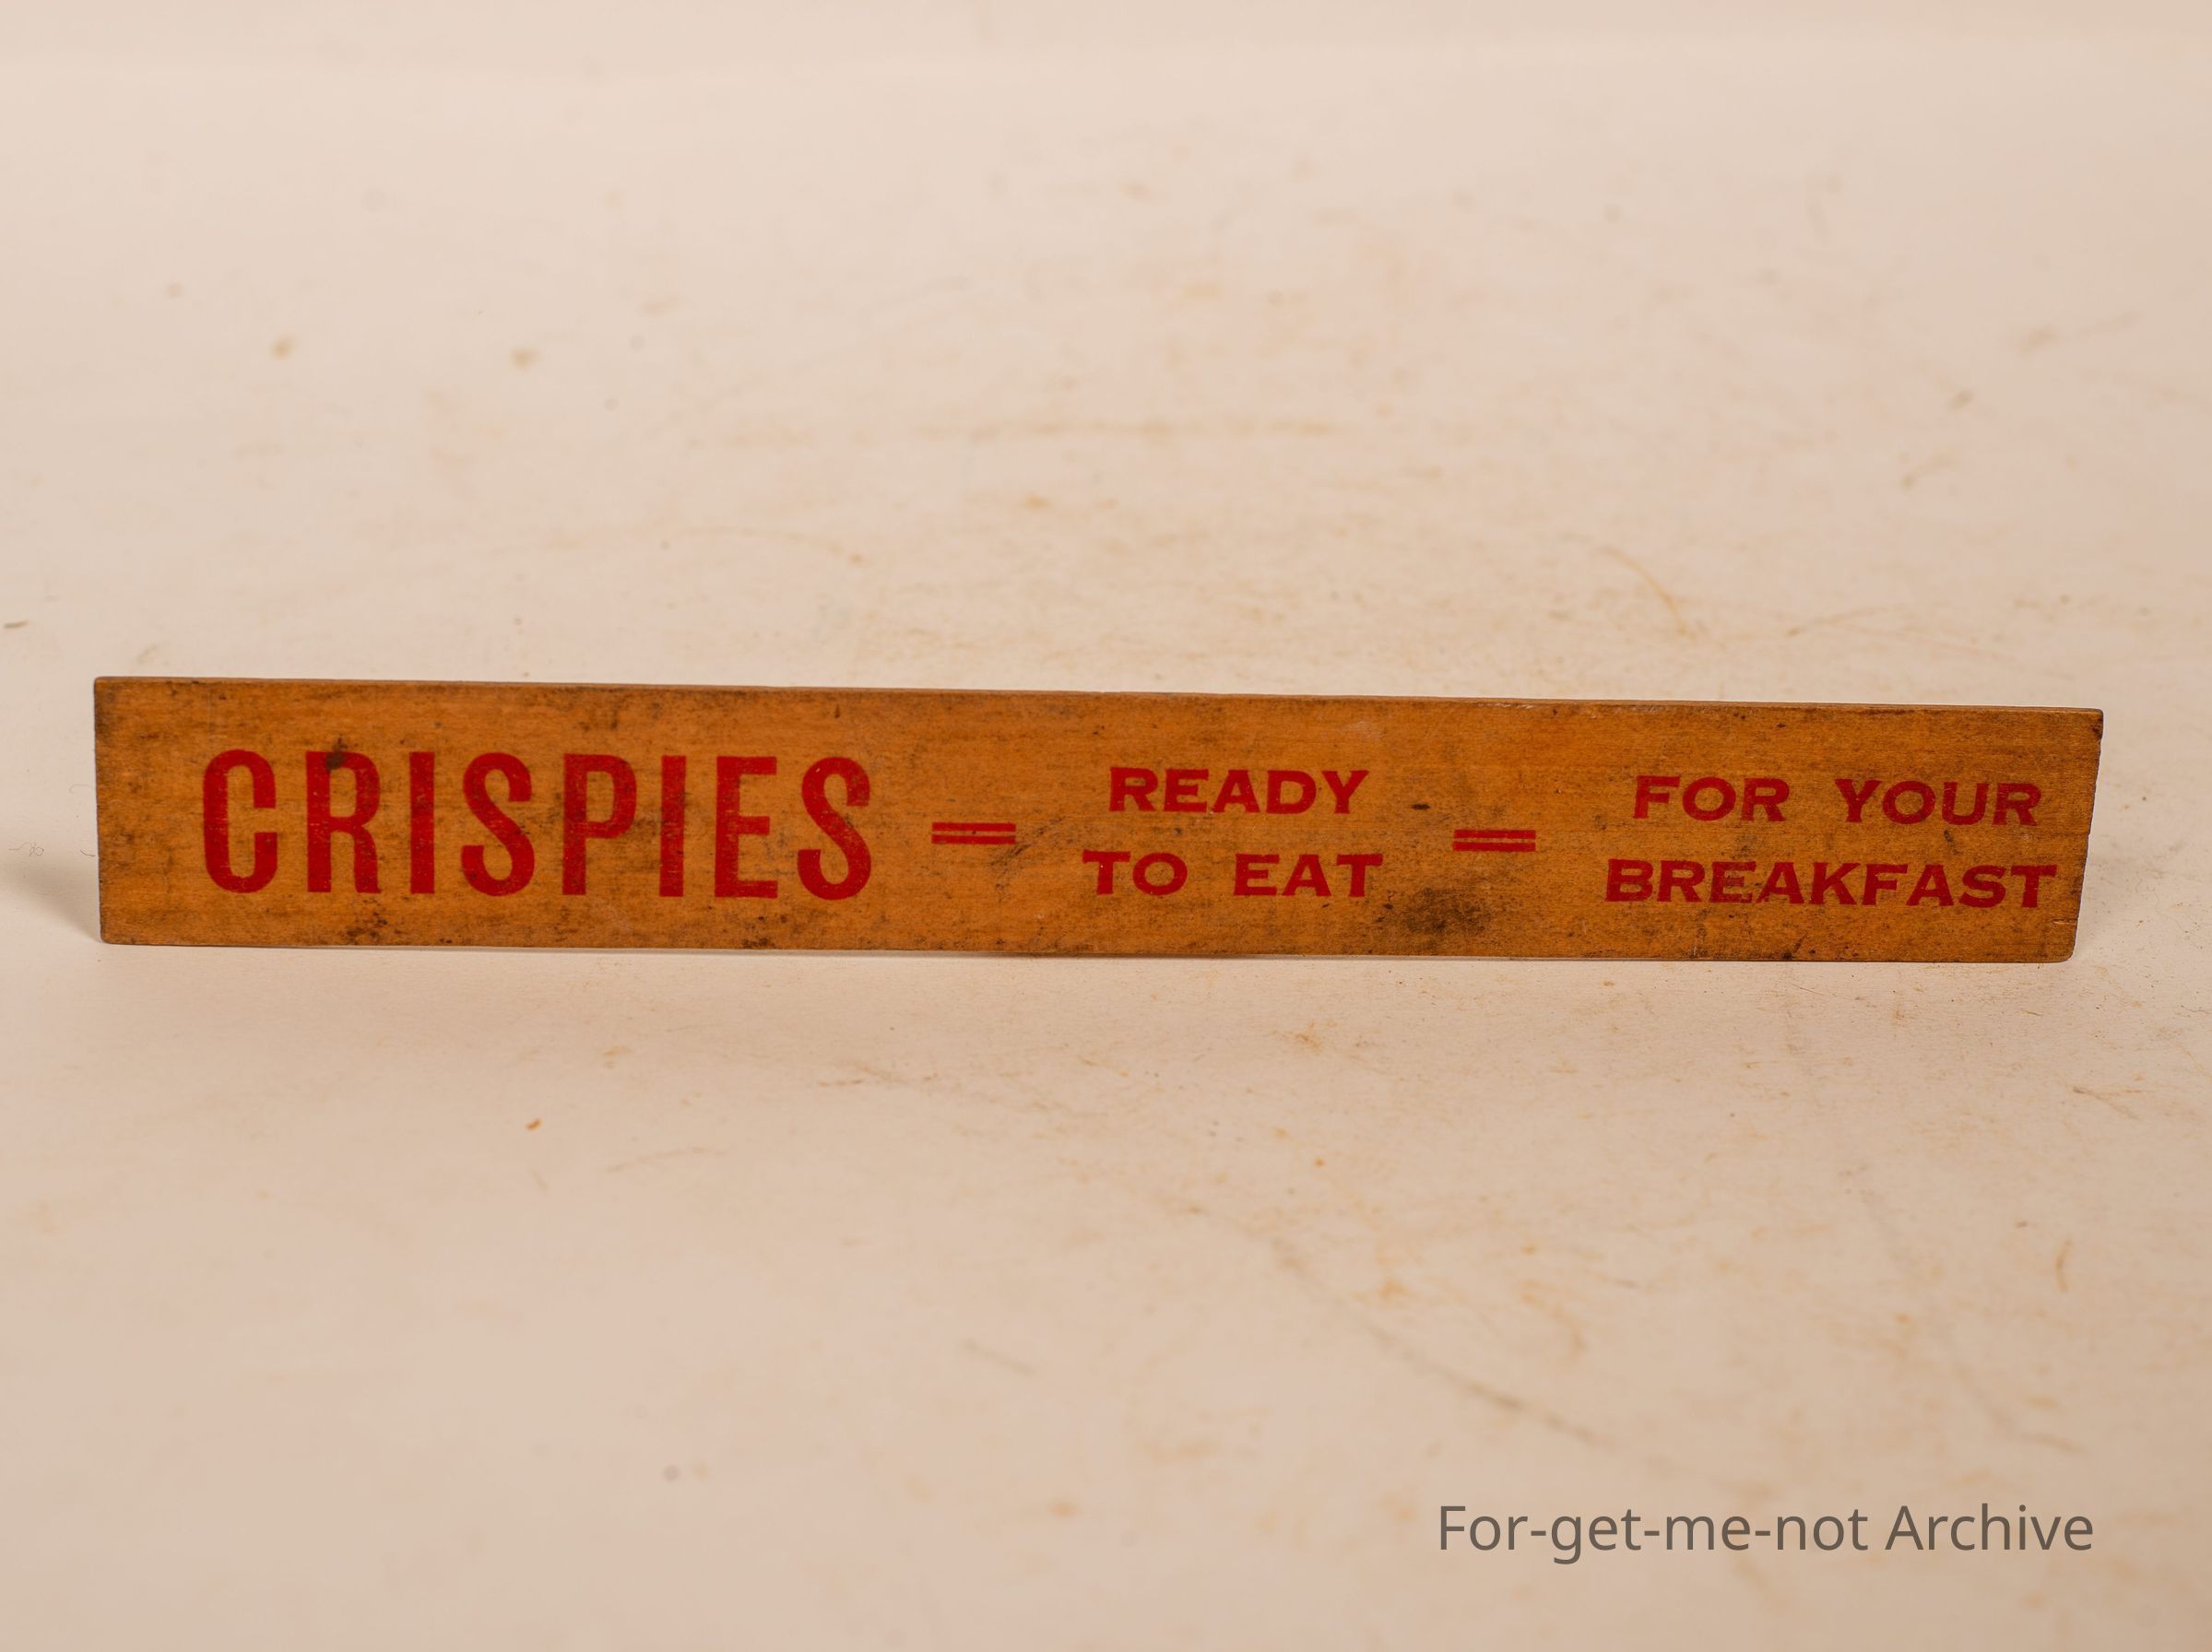 CRISPIES = READY TO EAT = FOR YOUR BREAKFAST
For-get-me-not Archive